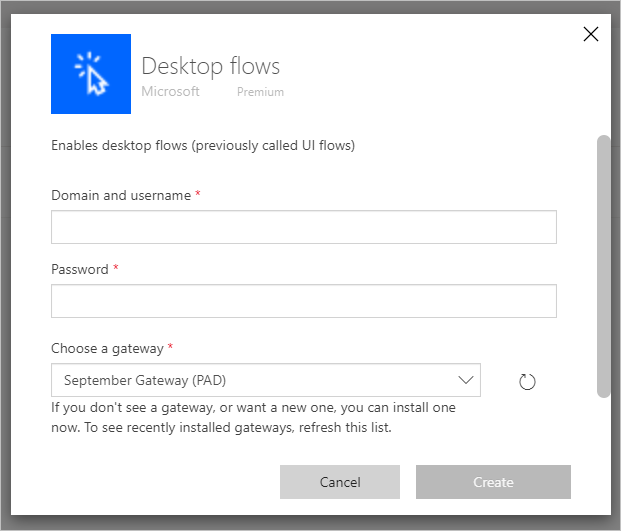 Desktop flows
Microsoft Premium
Enables desktop flows (previously called UI flows)
Domain and username *
Password *
Choose a gateway *
September Gateway (PAD)
If you don't see a gateway, or want a new one, you can install one
now. To see recently installed gateways, refresh this list.
Cancel Create